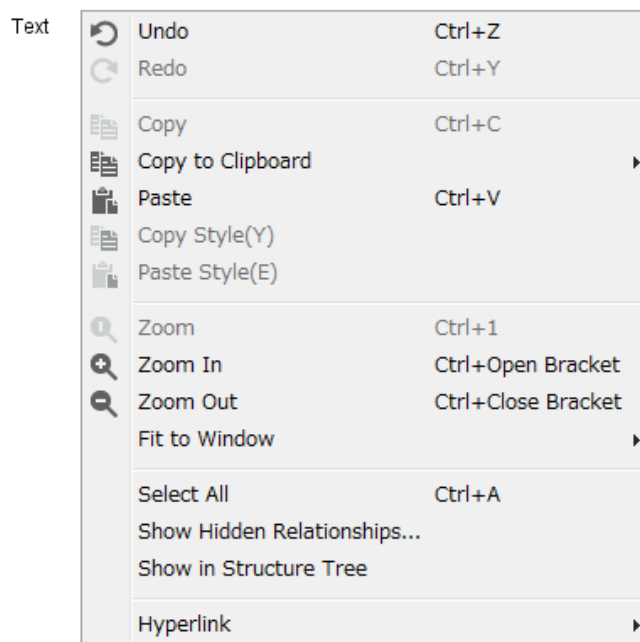 Text
Undo Ctrl+Z
Redo Ctrl+Y
Copy Ctrl+C
Copy to Clipboard
Paste Ctrl+V
Copy Style(Y)
Paste Style(E)
Zoom Ctrl+1
Zoom In Ctrl+Open Bracket
Zoom Out Ctrl+Close Bracket
Fit to Window
Select All Ctrl+A
Show Hidden Relationships...
Show in Structure Tree
Hyperlink